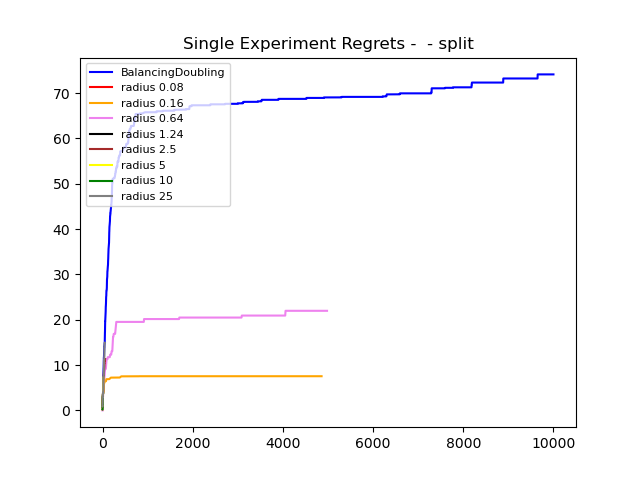 Single Experiment Regrets -  - split
BalancingDoubling
radius 0.08
radius 0.16
radius 0.64
radius 1.24
radius 2.5
radius 5
radius 10
radius 25
70
60
50
40
30
20
10
0
0 2000 4000 6000 8000 10000